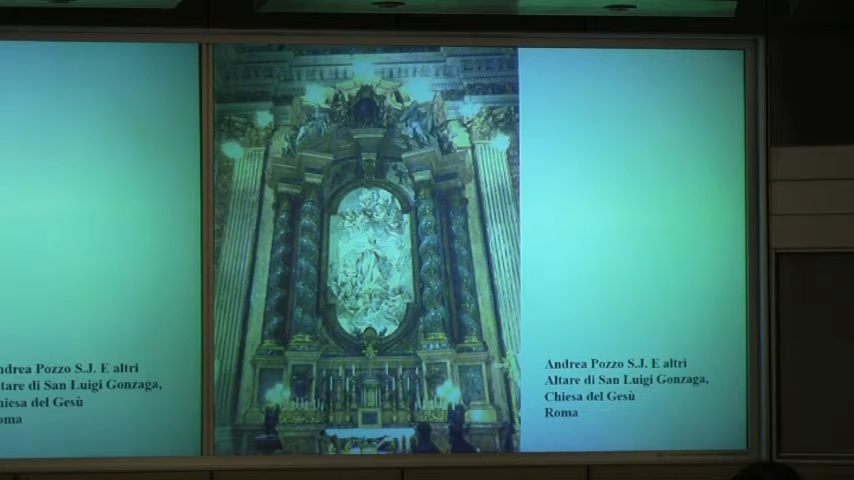 ndrea Pozzo S.J. E altri
tare di San Luigi Gonzaga,
hiesa del Gesù
oma
Andrea Pozzo S.J. E altri
Altare di San Luigi Gonzaga,
Chiesa del Gesù
Roma